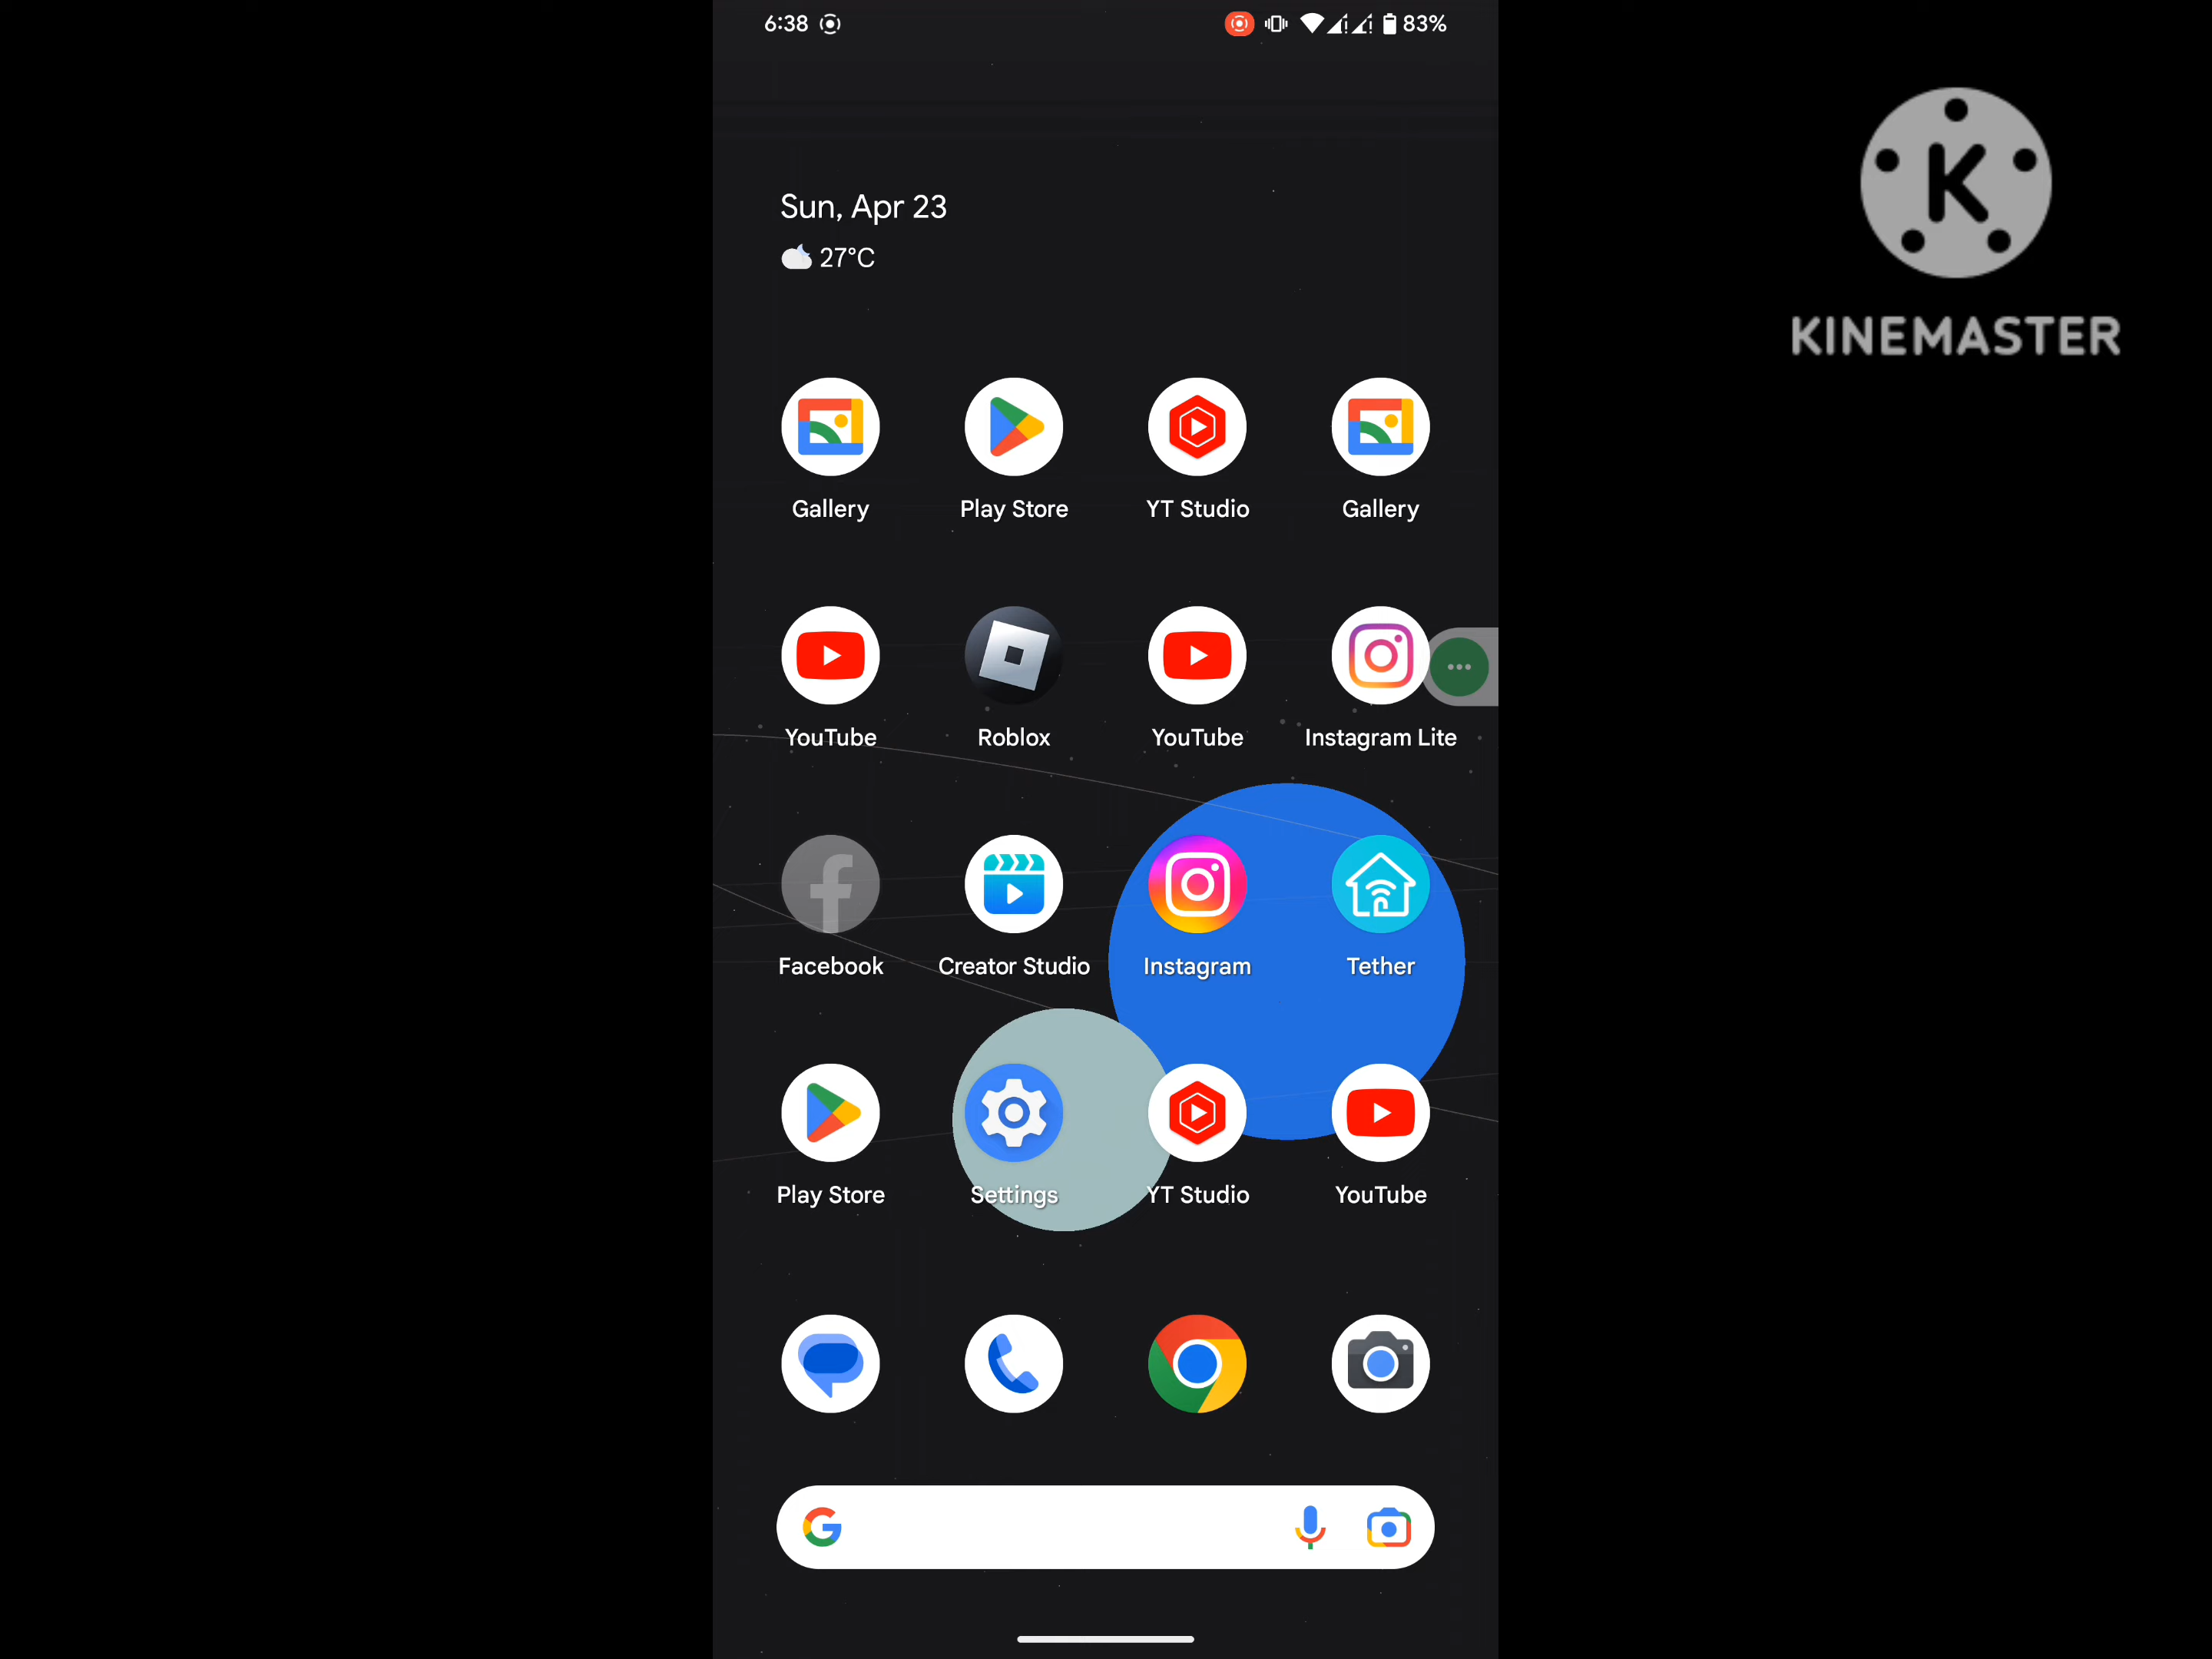 6:38
83%
KINEMASTER
Sun, Apr 23
27°C
Gallery
Play Store
YT Studio
Gallery
YouTube
Roblox
YouTube
Instagram Lite
Facebook
Creator Studio
Instagram
Tether
Play Store
Settings
YT Studio
YouTube